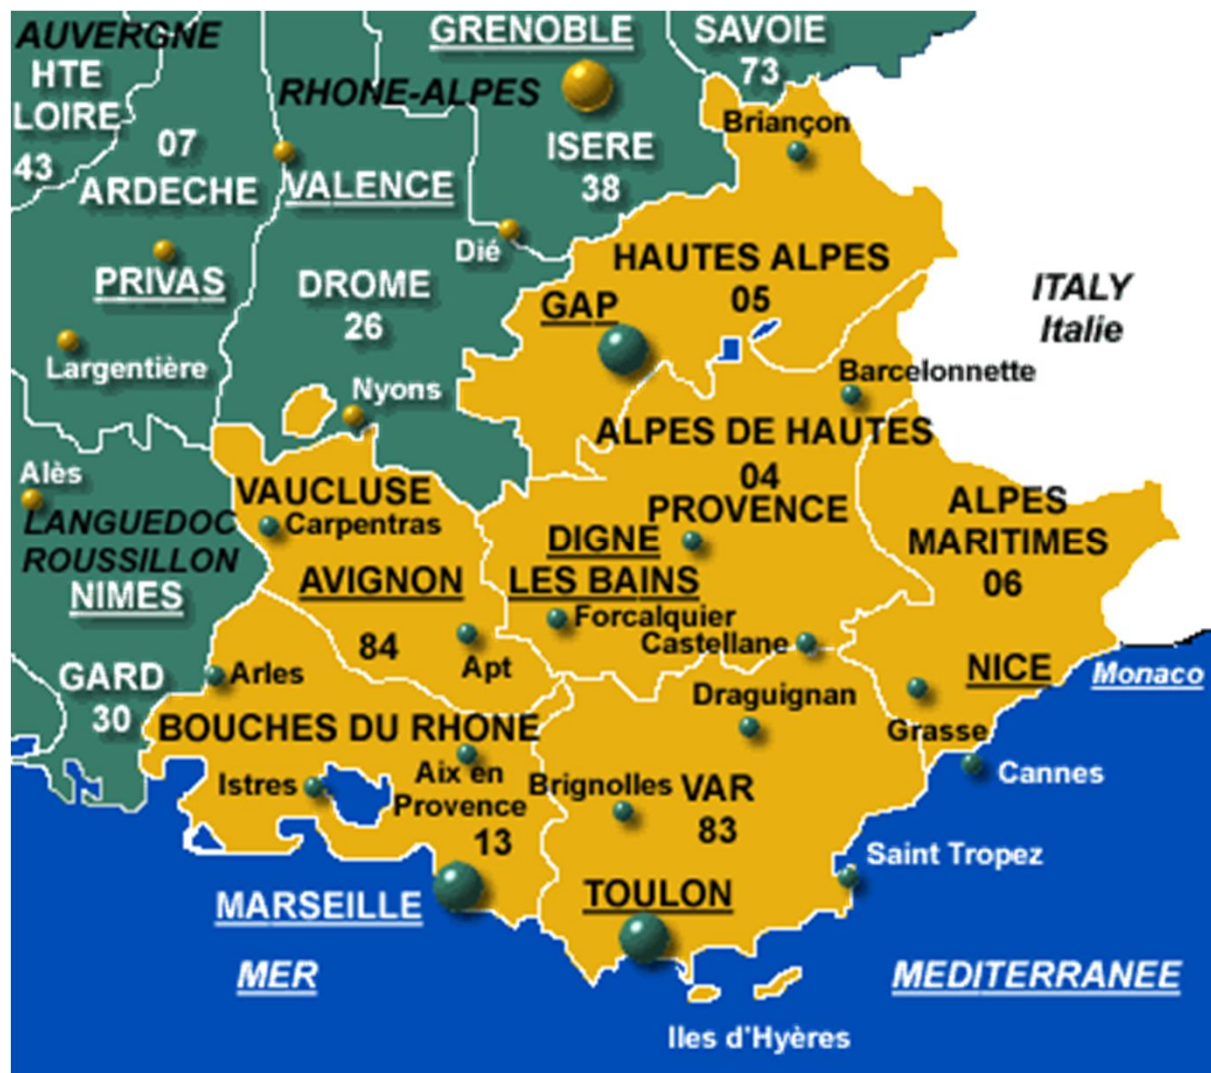 AUVERGNE
HTE
LOIRE
43
07
ARDECHE
RHONE-ALPES
GRENOBLE
SAVOIE
73
ISERE
38
VALENCE
Briançon
PRIVAS
Largentière
DROME
26
Dié
Nyons
HAUTES ALPES
05
GAP
ITALY
Italie
Barcelonnette
ALPES DE HAUTES
04
PROVENCE
Alès
LANGUEDOC
ROUSSILLON
NIMES
GARD
30
VAUCLUSE
Carpentras
AVIGNON
84
Apt
DIGNE
LES BAINS
Forcalquier
Castellane
ALPES
MARITIMES
06
NICE
Monaco
Arles
BOUCHES DU RHONE
Istres
Aix en
Provence
13
Draguignan
Grasse
Cannes
Brignolles
VAR
83
Saint Tropez
MARSEILLE
TOULON
MER
MEDITERRANEE
Iles d'Hyères